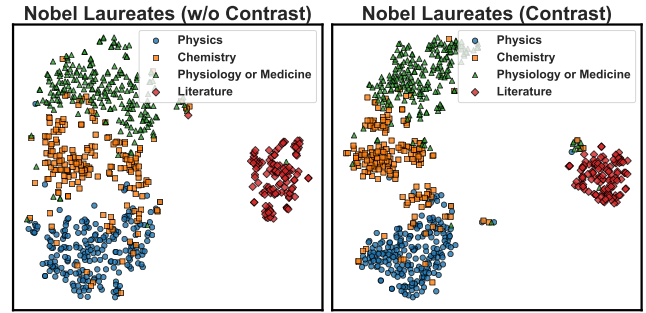 Nobel Laureates (w/o Contrast)
Physics
Chemistry
Physiology or Medicine
Literature
Nobel Laureates (Contrast)
Physics
Chemistry
Physiology or Medicine
Literature